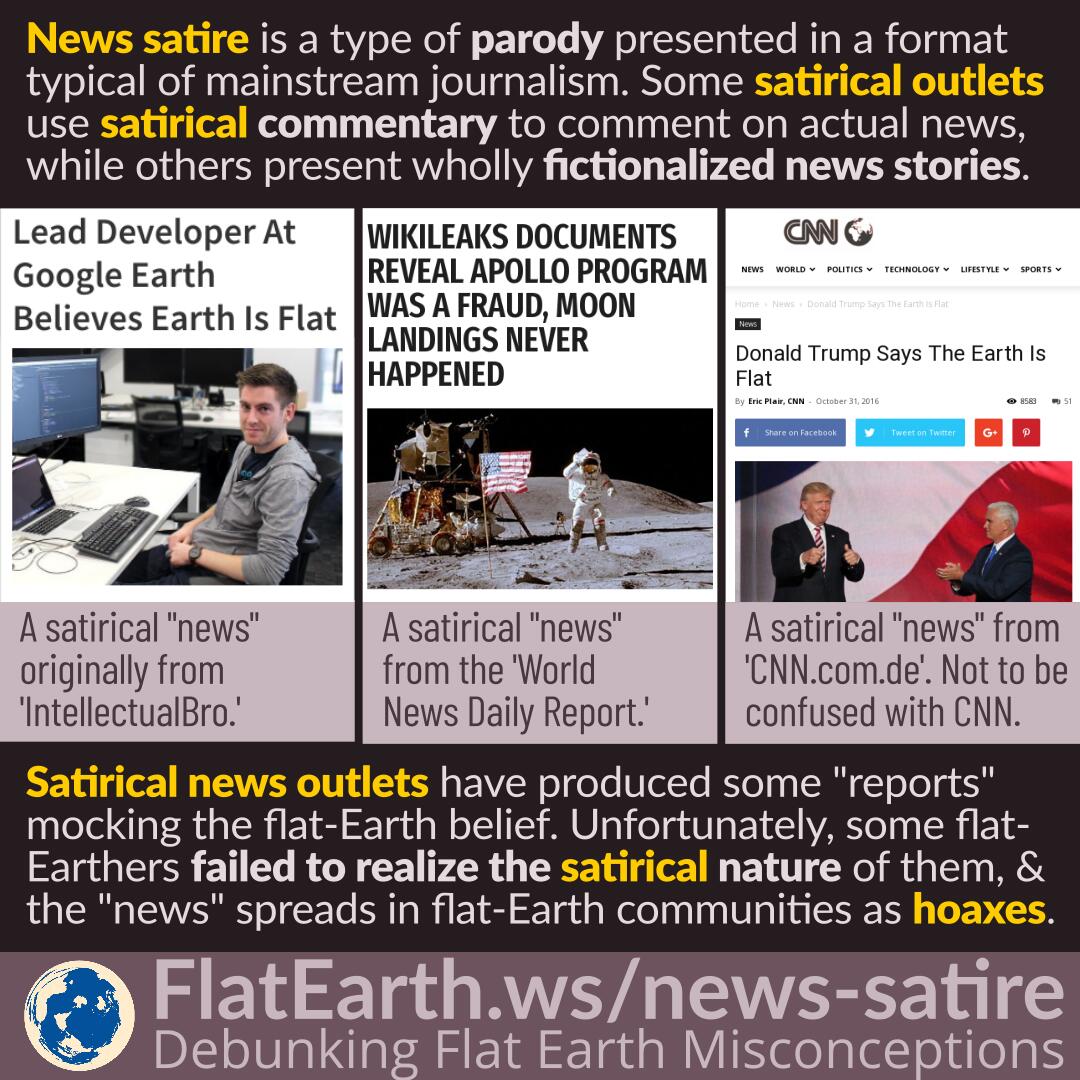 News satire is a type of parody presented in a format
typical of mainstream journalism. Some satirical outlets
use satirical commentary to comment on actual news,
while others present wholly fictionalized news stories.
Lead Developer At
Google Earth
Believes Earth Is Flat
A satirical "news"
originally from
'IntellectualBro.'
WIKILEAKS DOCUMENTS
REVEAL APOLLO PROGRAM
WAS A FRAUD, MOON
LANDINGS NEVER
HAPPENED
A satirical "news"
from the 'World
News Daily Report.'
CNN
NEWS WORLD POLITICS TECHNOLOGY LIFESTYLE SPORTS
Home › News › Donald Trump Says The Earth Is Flat
News
Donald Trump Says The Earth Is
Flat
By Eric Plair, CNN - October 31, 2016 8583 51
Share on Facebook Tweet on Twitter G+
A satirical "news" from
'CNN.com.de'. Not to be
confused with CNN.
Satirical news outlets have produced some "reports"
mocking the flat-Earth belief. Unfortunately, some flat-
Earthers failed to realize the satirical nature of them, &
the "news" spreads in flat-Earth communities as hoaxes.
FlatEarth.ws/news-satire
Debunking Flat Earth Misconceptions